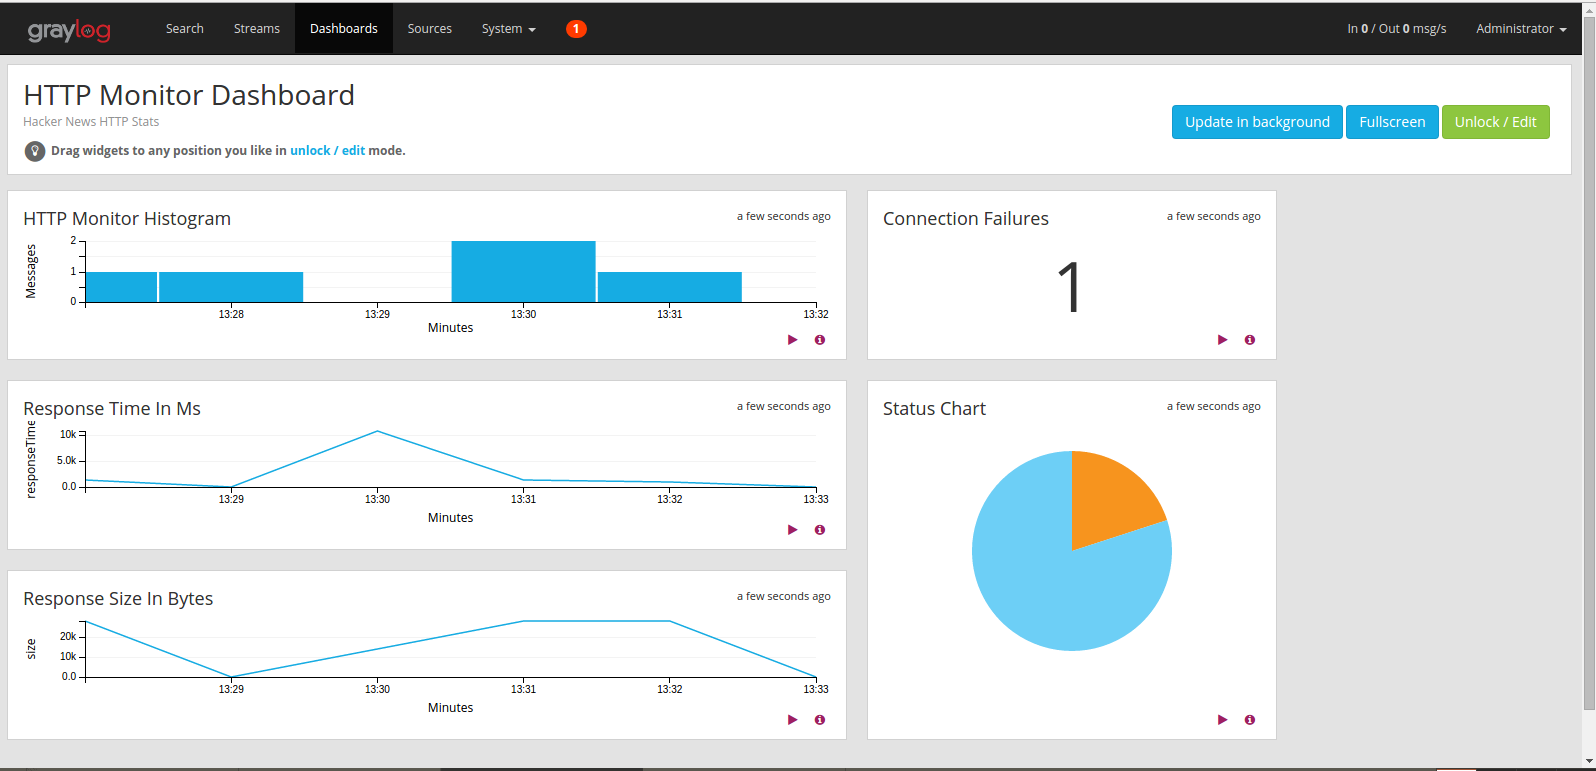 graylog Search Streams Dashboards Sources System 1 In 0 / Out 0 msg/s Administrator
HTTP Monitor Dashboard
Hacker News HTTP Stats
Drag widgets to any position you like in unlock / edit mode.
Update in background Fullscreen Unlock / Edit
HTTP Monitor Histogram a few seconds ago
Messages
2
1
0
13:28 13:29 13:30 13:31 13:32
Minutes
Connection Failures a few seconds ago
1
Response Time In Ms a few seconds ago
responseTime
10k
5.0k
0.0
13:29 13:30 13:31 13:32 13:33
Minutes
Status Chart a few seconds ago
Response Size In Bytes a few seconds ago
size
20k
10k
0.0
13:29 13:30 13:31 13:32 13:33
Minutes